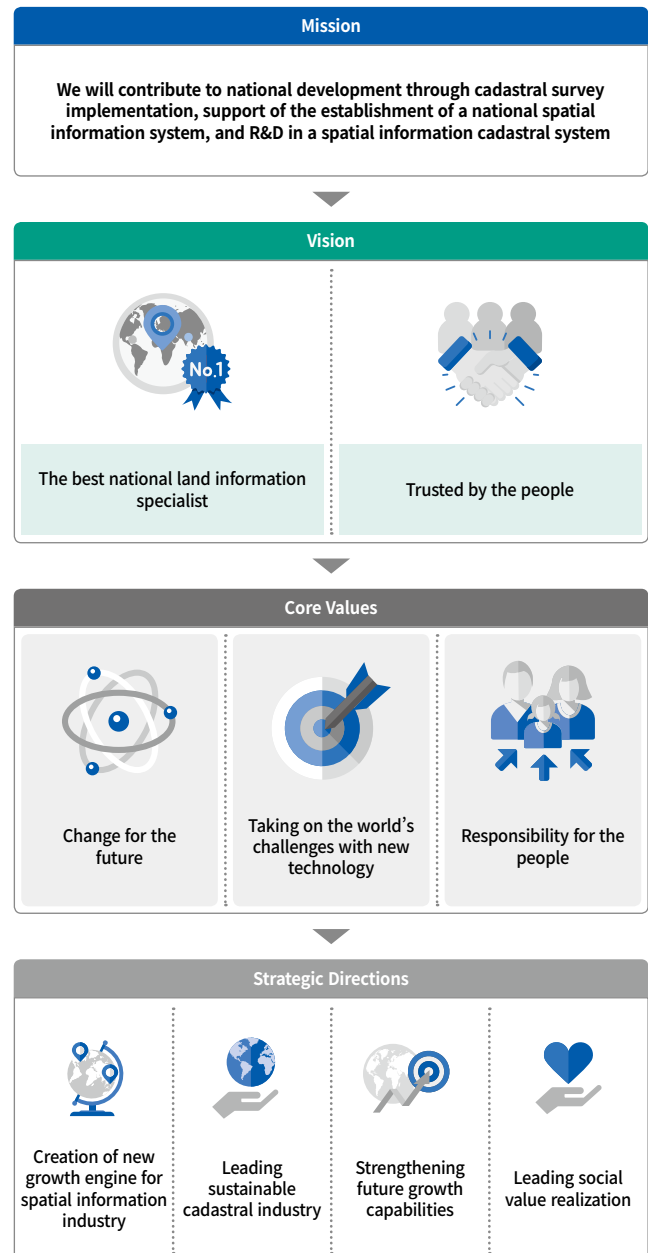 Mission
We will contribute to national development through cadastral survey
implementation, support of the establishment of a national spatial
information system, and R&D in a spatial information cadastral system
Vision
No.1
The best national land information
specialist
Trusted by the people
Core Values
Change for the
future
Taking on the world's
challenges with new
technology
Responsibility for the
people
Strategic Directions
Creation of new
growth engine for
spatial information
industry
Leading
sustainable
cadastral industry
Strengthening
future growth
capabilities
Leading social
value realization